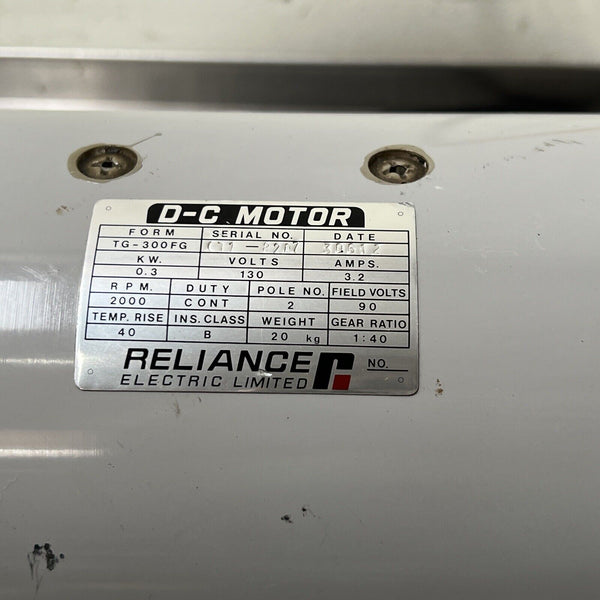 D-C MOTOR
FORM SERIAL NO. DATE
TG-300FG 30612
KW. VOLTS AMPS.
0.3 130 3.2
R P M. DUTY POLE NO. FIELD VOLTS
2000 CONT 2 90
TEMP. RISE INS. CLASS WEIGHT GEAR RATIO
40 B 20 kg 1:40
RELIANCE
ELECTRIC LIMITED
NO.